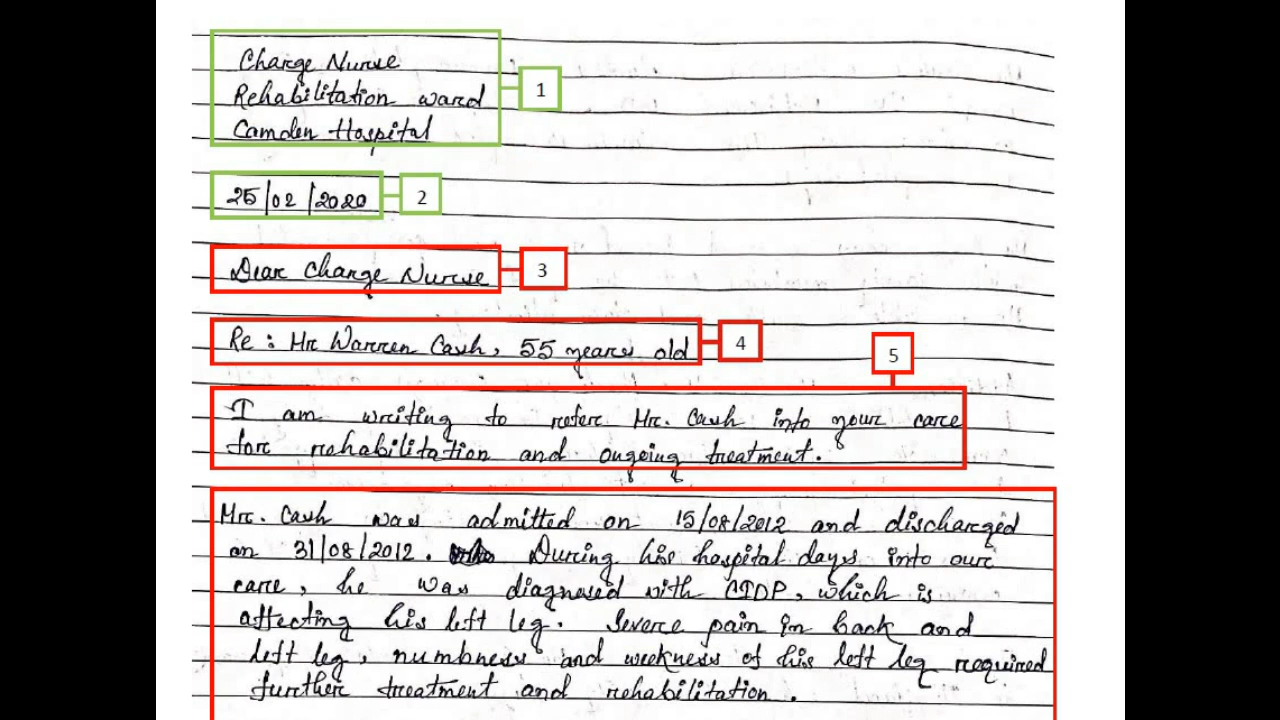 Charge Nurse
1
Rehabilitation ward
Camden Hospital
25/02/2020
2
Dear Charge Nurse
3
Re: Mr Warren Cash, 55 years old
4
5
I am writing to refer Mr. Cash into your care
for rehabilitation and ongoing treatment.
Mr. Cash was admitted on 15/08/2012 and discharged
on 31/08/2012. During his hospital days into our
care, he was diagnosed with CIDP, which is
affecting his left leg. Severe pain in back and
left leg, numbness and weekness of his left leg required
further treatment and rehabilitation.